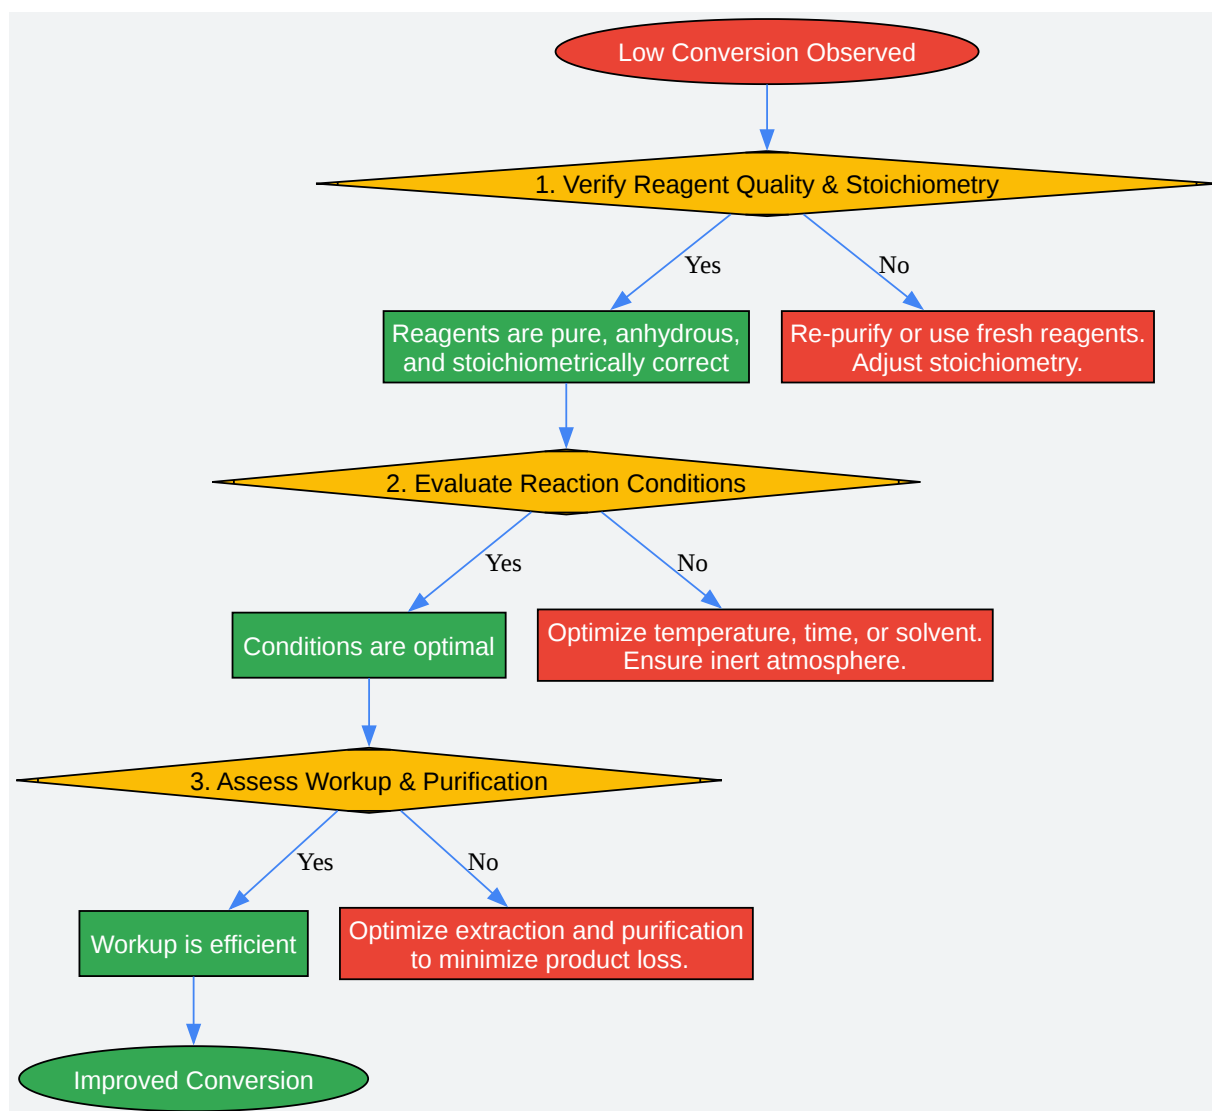 Low Conversion Observed
1. Verify Reagent Quality & Stoichiometry
Yes
No
Reagents are pure, anhydrous,
and stoichiometrically correct
Re-purify or use fresh reagents.
Adjust stoichiometry.
2. Evaluate Reaction Conditions
Yes
No
Conditions are optimal
Optimize temperature, time, or solvent.
Ensure inert atmosphere.
3. Assess Workup & Purification
Yes
No
Workup is efficient
Optimize extraction and purification
to minimize product loss.
Improved Conversion